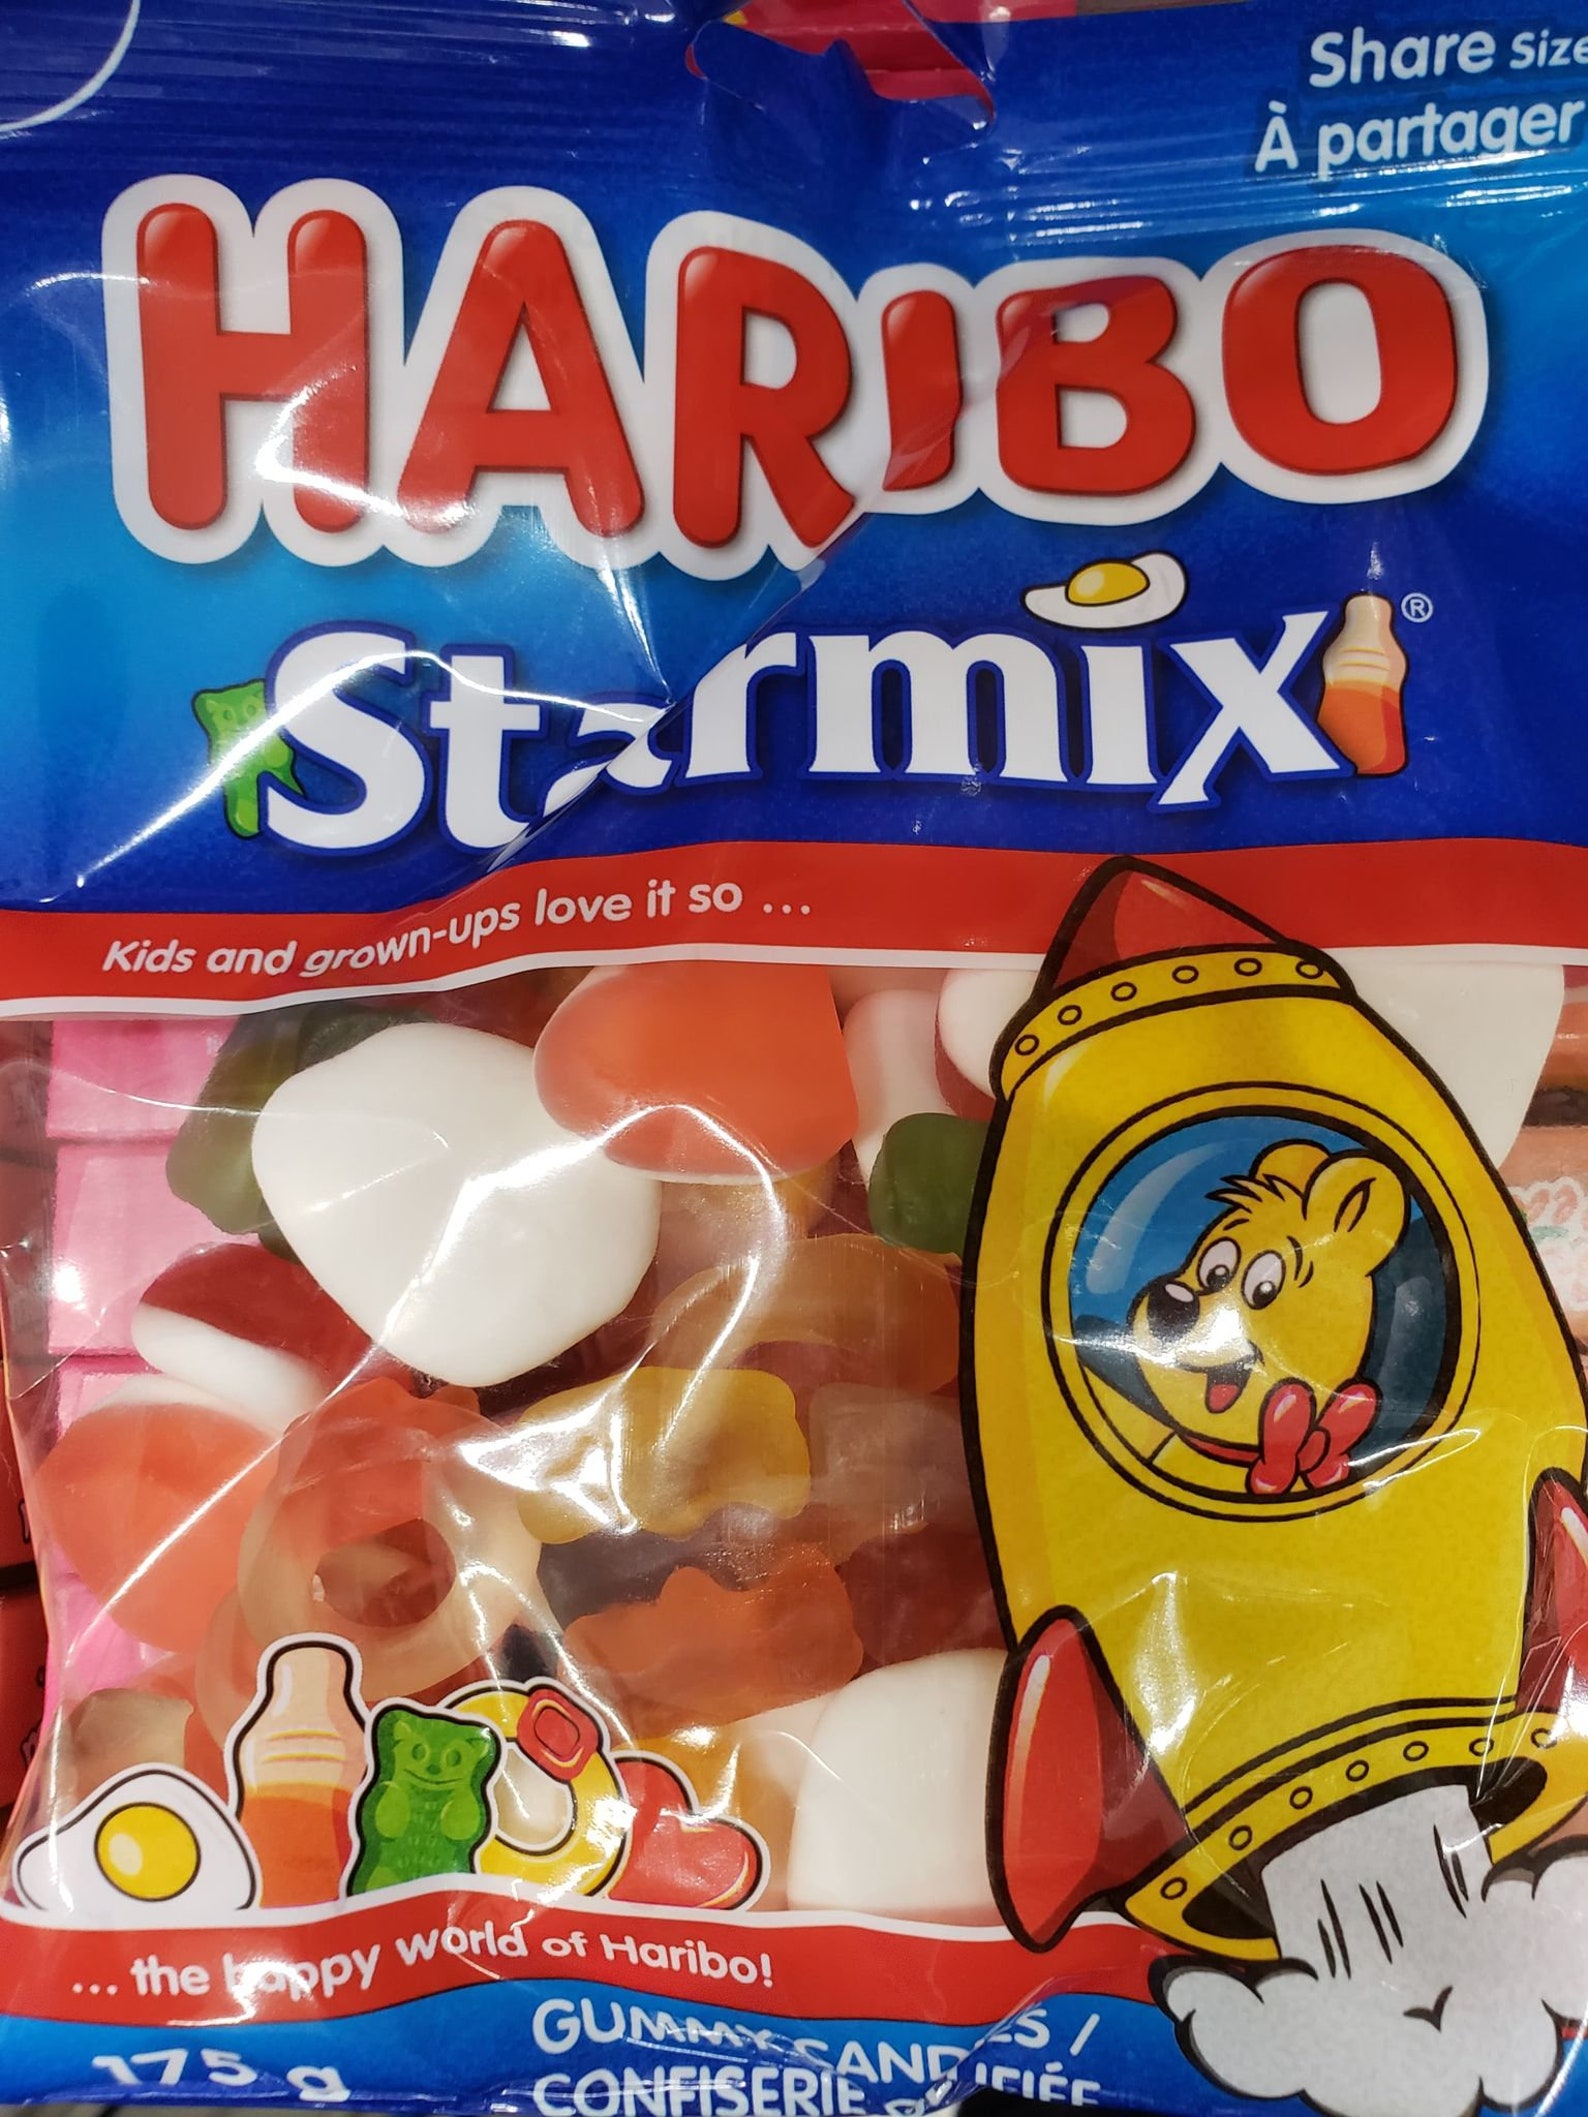 Share Size
À partager
HARIBO
Starmix®
Kids and grown-ups love it so ...
... the happy world of Haribo!
GUMMY CANDIES /
175 g
CONFISERIE